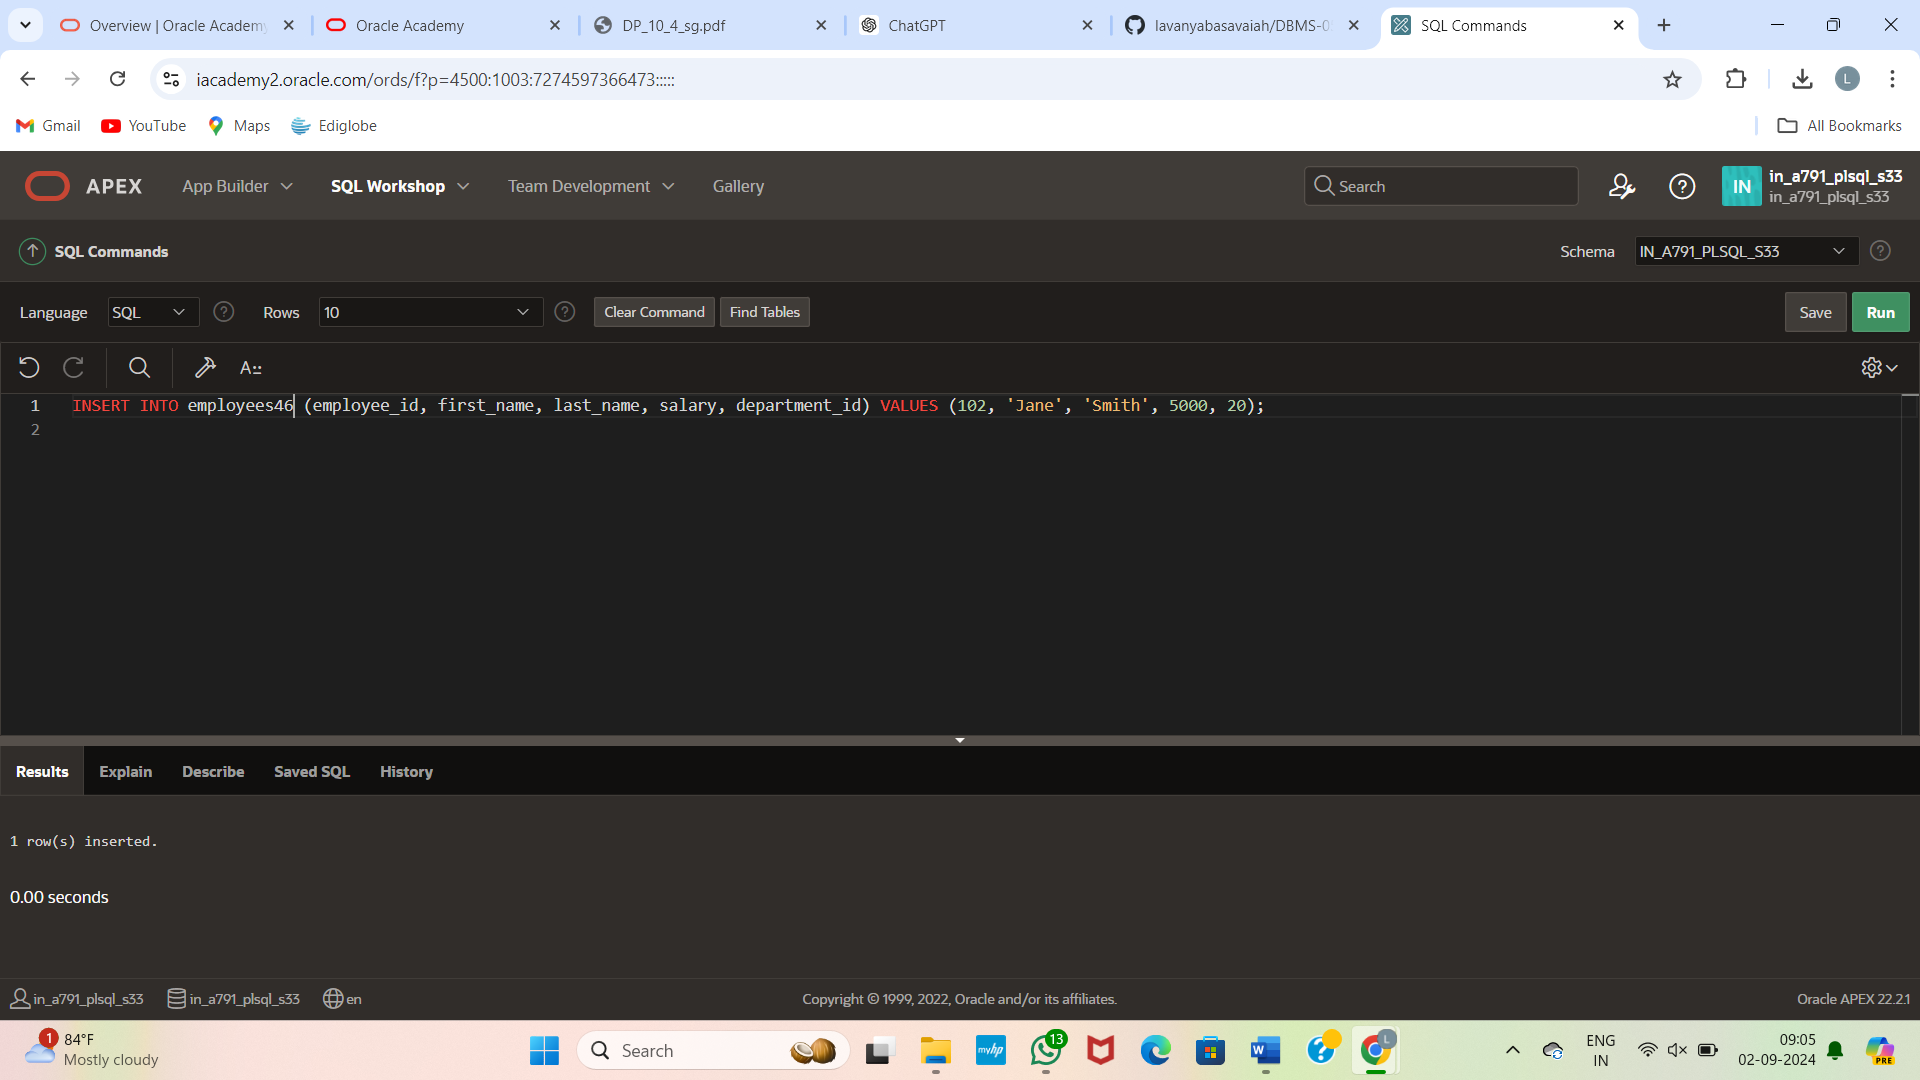 Overview | Oracle Academy
Oracle Academy
DP_10_4_sg.pdf
ChatGPT
lavanyabasavaiah/DBMS-0
SQL Commands
iacademy2.oracle.com/ords/f?p=4500:1003:7274597366473:::::
L
Gmail
YouTube
Maps
Ediglobe
All Bookmarks
APEX
App Builder
SQL Workshop
Team Development
Gallery
Search
IN
in_a791_plsql_s33
in_a791_plsql_s33
SQL Commands
Schema
IN_A791_PLSQL_S33
Language
SQL
Rows
10
Clear Command
Find Tables
Save
Run
1 INSERT INTO employees46 (employee_id, first_name, last_name, salary, department_id) VALUES (102, 'Jane', 'Smith', 5000, 20);
2
Results
Explain
Describe
Saved SQL
History
1 row(s) inserted.
0.00 seconds
in_a791_plsql_s33
in_a791_plsql_s33
en
Copyright © 1999, 2022, Oracle and/or its affiliates.
Oracle APEX 22.2.1
1
84°F
Mostly cloudy
Search
myhp
13
W
L
ENG
IN
09:05
02-09-2024
PRE